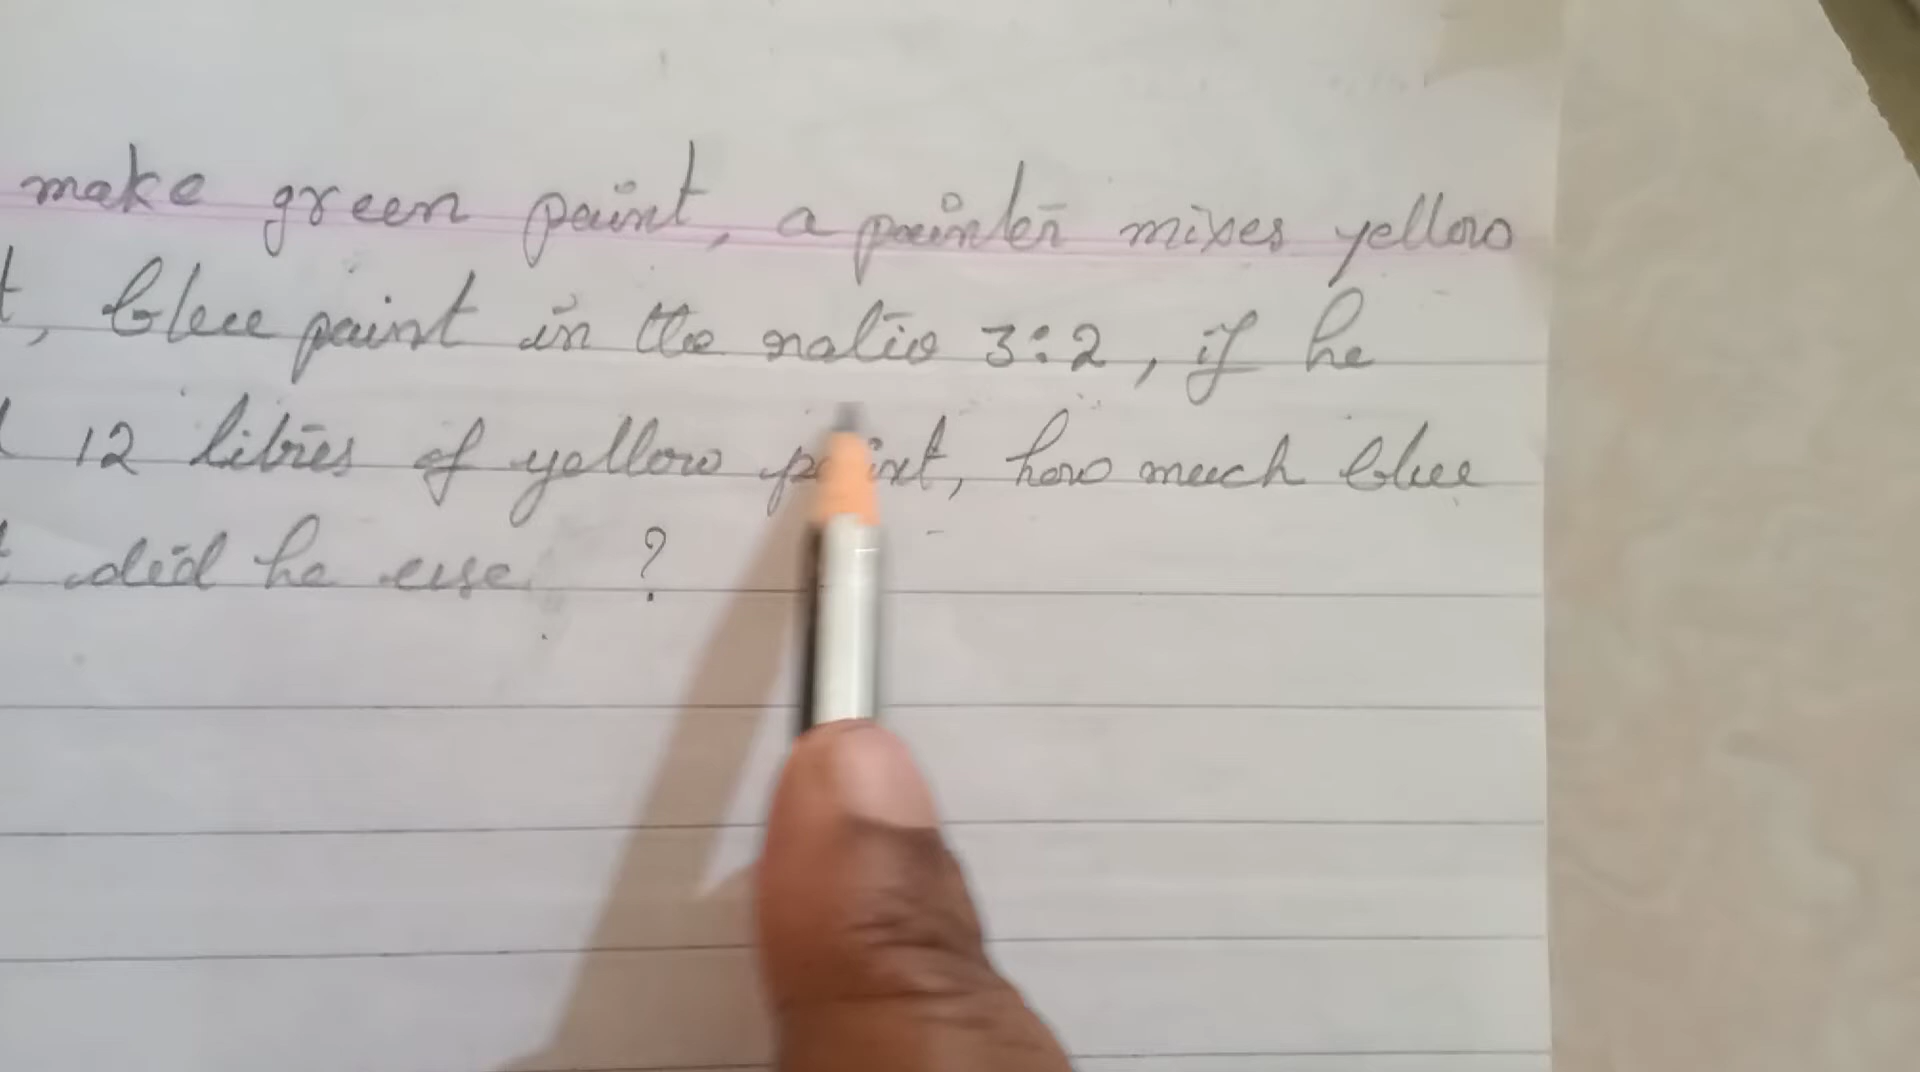 make green paint, a painter mixes yellow
t, blue paint in the ratio 3:2, if he
12 litres of yellow paint, how much blue
t did he use ?